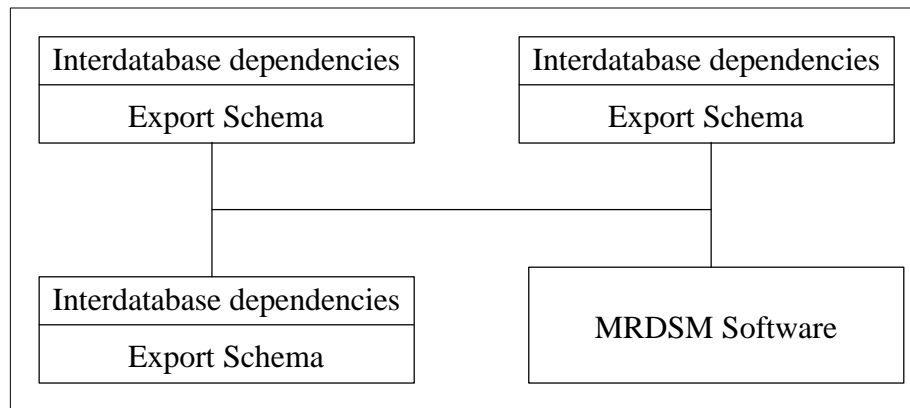 Interdatabase dependencies
Export Schema
Interdatabase dependencies
Export Schema
Interdatabase dependencies
Export Schema
MRDSM Software